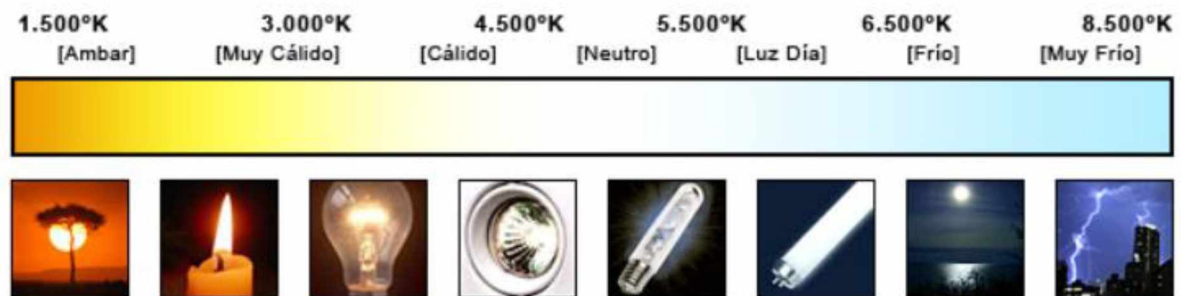 1.500°K 3.000°K 4.500°K 5.500°K 6.500°K 8.500°K
[Ambar] [Muy Cálido] [Cálido] [Neutro] [Luz Día] [Frío] [Muy Frío]